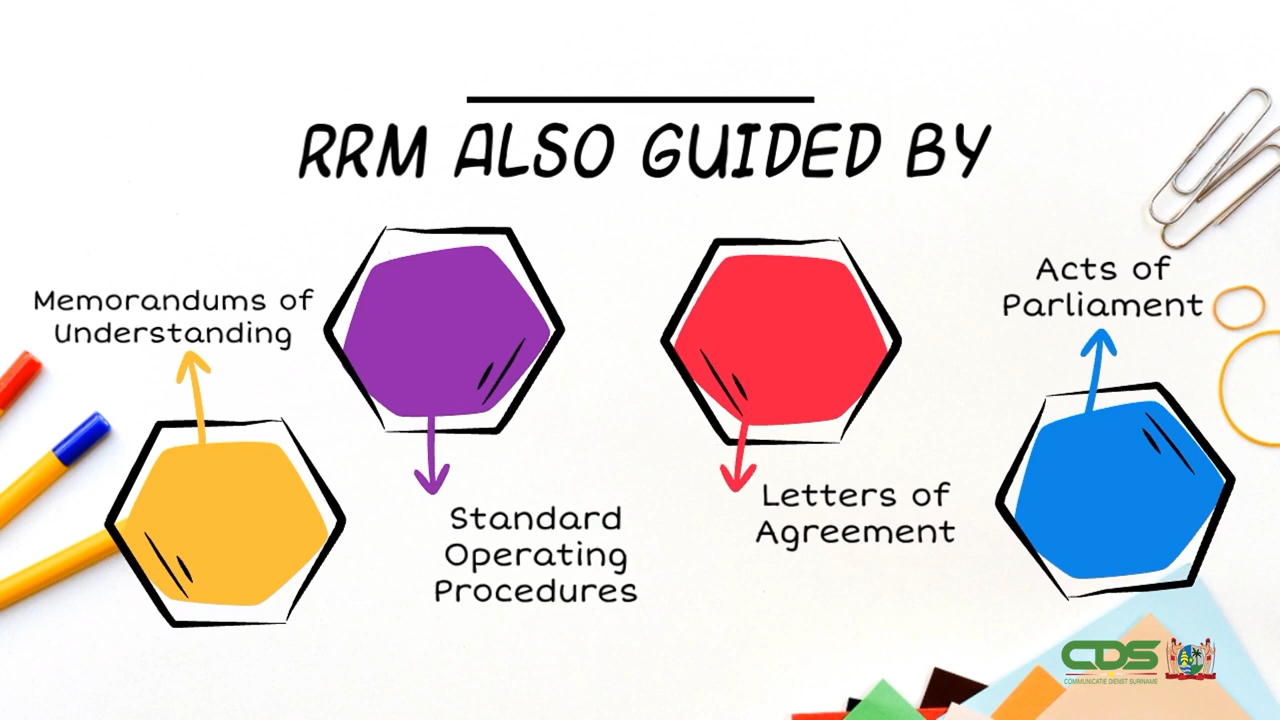 RRM ALSO GUIDED BY
Memorandums of
Understanding
Standard
Operating
Procedures
Letters of
Agreement
Acts of
Parliament
CDS
COMMUNICATIE DIENST SURINAME